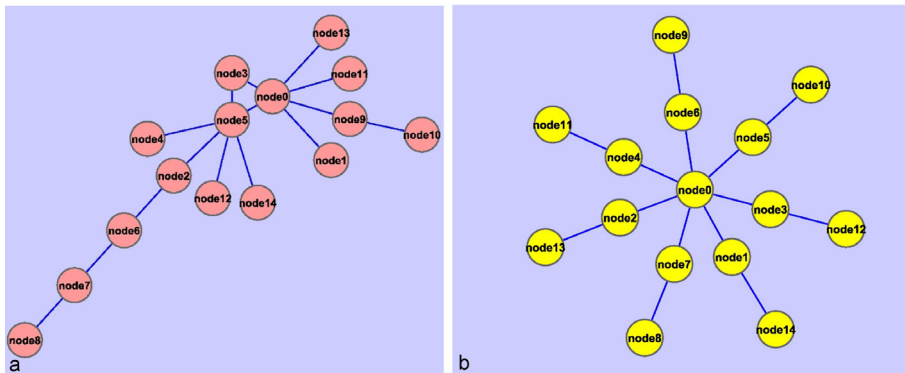 node13
node3
node11
node0
node5
node9
node4
node10
node1
node2
node12
node14
node6
node7
node8
a
node9
node10
node6
node11
node5
node4
node0
node3
node2
node12
node13
node1
node7
node14
node8
b